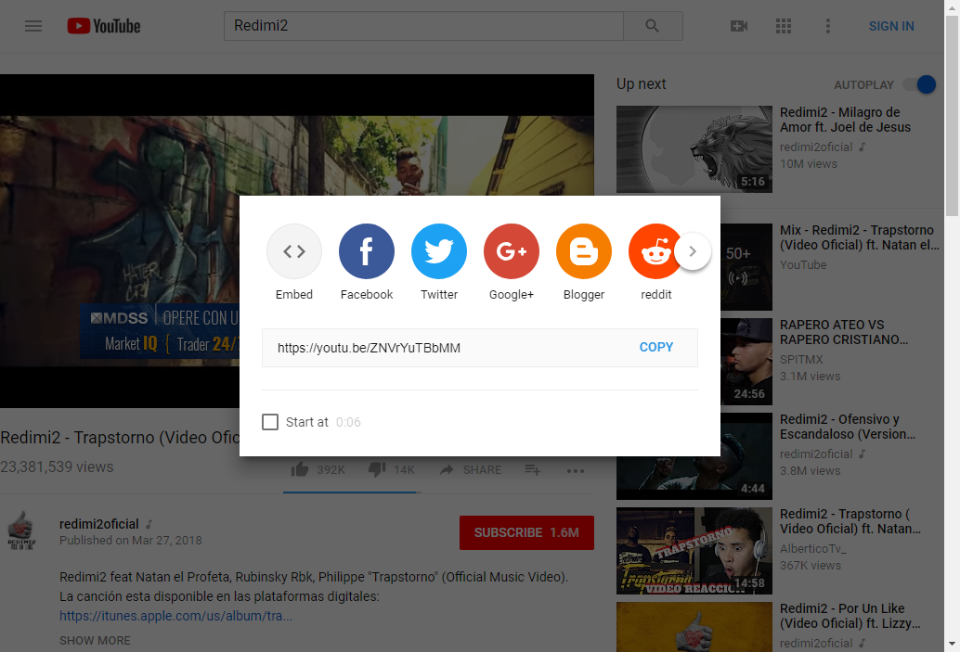 YouTube
Redimi2
SIGN IN
Up next
AUTOPLAY
HATER
MDSS OPERE CON U
Market IQ { Trader 24/
Embed
Facebook
Twitter
Google+
Blogger
reddit
https://youtu.be/ZNVrYuTBbMM
COPY
Start at 0:06
Redimi2 - Trapstorno (Video Ofic
23,381,539 views
392K
14K
SHARE
redimi2oficial
Published on Mar 27, 2018
SUBSCRIBE 1.6M
Redimi2 feat Natan el Profeta, Rubinsky Rbk, Philippe "Trapstorno" (Official Music Video).
La canción esta disponible en las plataformas digitales:
https://itunes.apple.com/us/album/tra...
SHOW MORE
5:16
Redimi2 - Milagro de
Amor ft. Joel de Jesus
redimi2oficial
10M views
50+
Mix - Redimi2 - Trapstorno
(Video Oficial) ft. Natan el...
YouTube
24:56
RAPERO ATEO VS
RAPERO CRISTIANO...
SPITMX
3.1M views
4:44
Redimi2 - Ofensivo y
Escandaloso (Version...
redimi2oficial
3.8M views
TRAPSTORNO
Trapstorno
VIDEO REACCI
14:58
Redimi2 - Trapstorno (
Video Oficial) ft. Natan...
AlberticoTv_
367K views
Redimi2 - Por Un Like
(Video Oficial) ft. Lizzy...
redimi2oficial